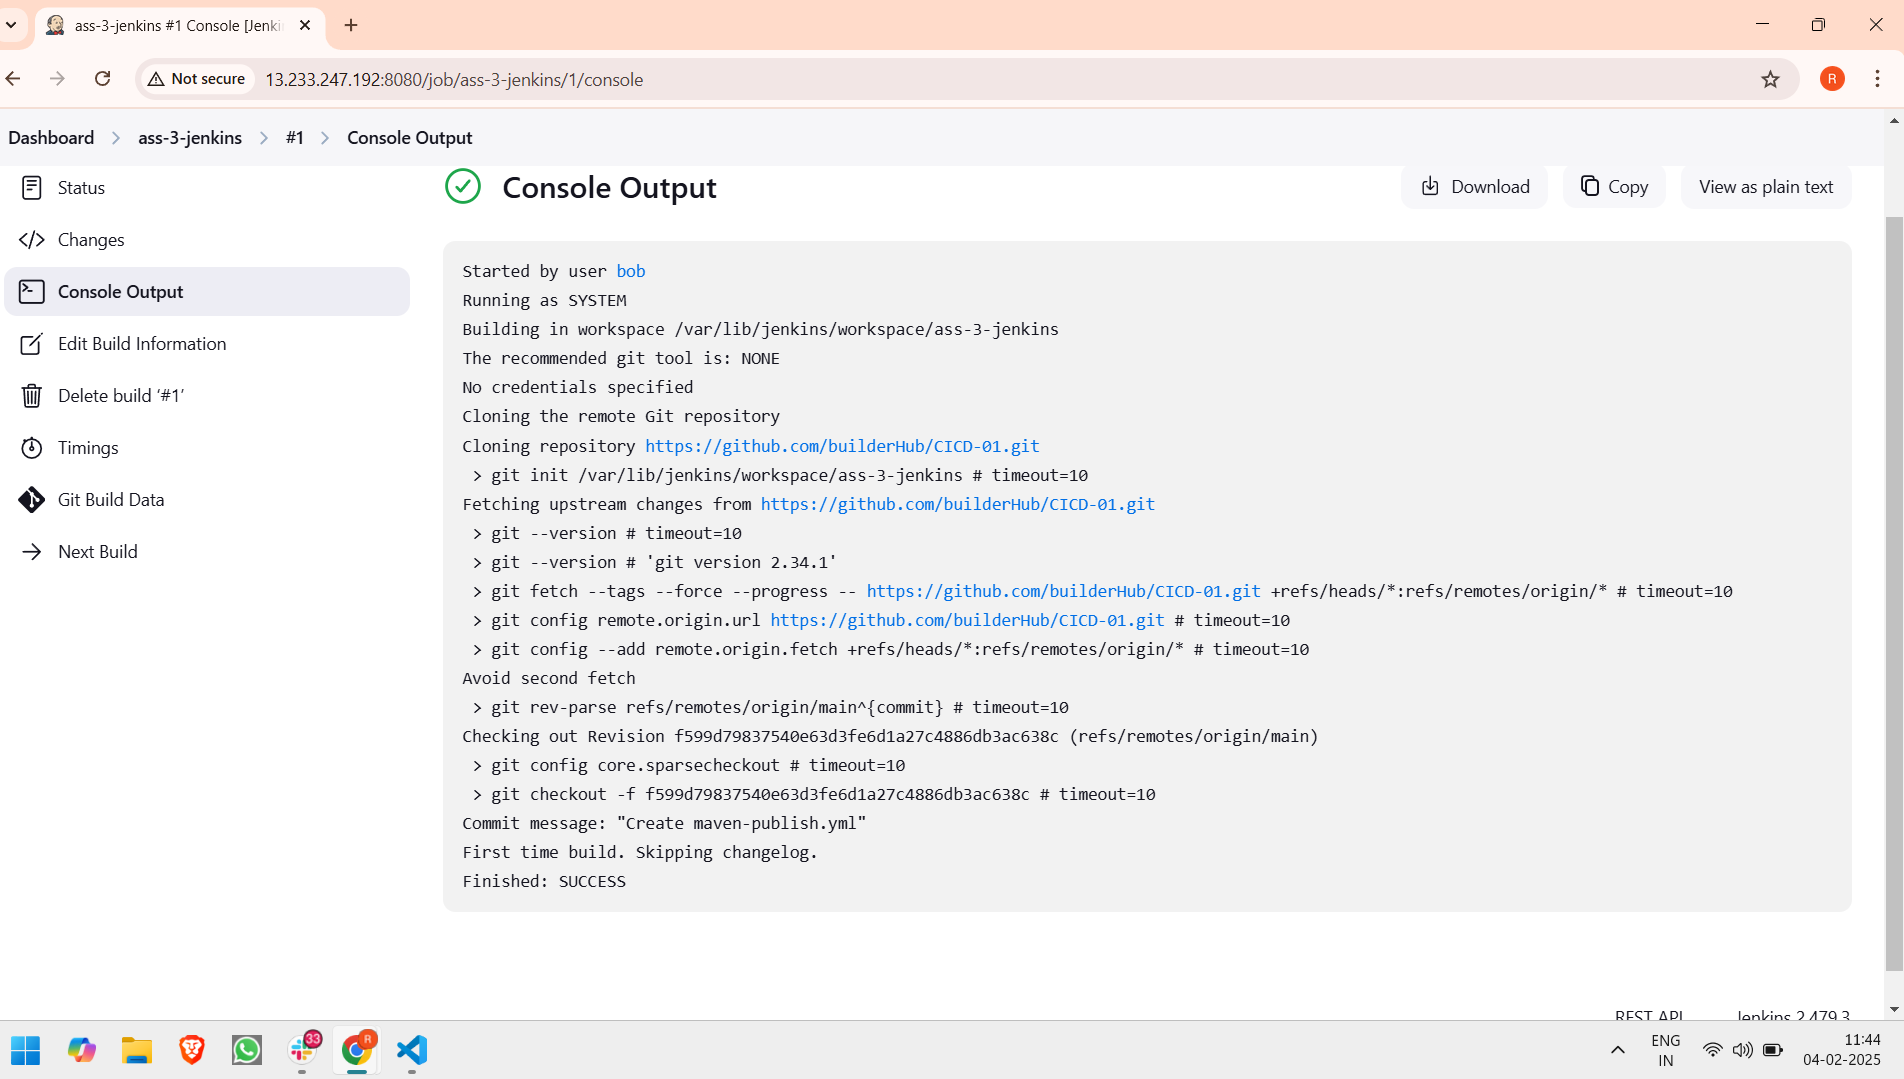 ass-3-jenkins #1 Console [Jenki
Not secure
13.233.247.192:8080/job/ass-3-jenkins/1/console
R
Dashboard
ass-3-jenkins
#1
Console Output
Status
Changes
Console Output
Edit Build Information
Delete build ‘#1’
Timings
Git Build Data
Next Build
Console Output
Download
Copy
View as plain text
Started by user bob
Running as SYSTEM
Building in workspace /var/lib/jenkins/workspace/ass-3-jenkins
The recommended git tool is: NONE
No credentials specified
Cloning the remote Git repository
Cloning repository https://github.com/builderHub/CICD-01.git
> git init /var/lib/jenkins/workspace/ass-3-jenkins # timeout=10
Fetching upstream changes from https://github.com/builderHub/CICD-01.git
> git --version # timeout=10
> git --version # 'git version 2.34.1'
> git fetch --tags --force --progress -- https://github.com/builderHub/CICD-01.git +refs/heads/*:refs/remotes/origin/* # timeout=10
> git config remote.origin.url https://github.com/builderHub/CICD-01.git # timeout=10
> git config --add remote.origin.fetch +refs/heads/*:refs/remotes/origin/* # timeout=10
Avoid second fetch
> git rev-parse refs/remotes/origin/main^{commit} # timeout=10
Checking out Revision f599d79837540e63d3fe6d1a27c4886db3ac638c (refs/remotes/origin/main)
> git config core.sparsecheckout # timeout=10
> git checkout -f f599d79837540e63d3fe6d1a27c4886db3ac638c # timeout=10
Commit message: "Create maven-publish.yml"
First time build. Skipping changelog.
Finished: SUCCESS
REST API
Jenkins 2.479.3
33
R
ENG
IN
11:44
04-02-2025